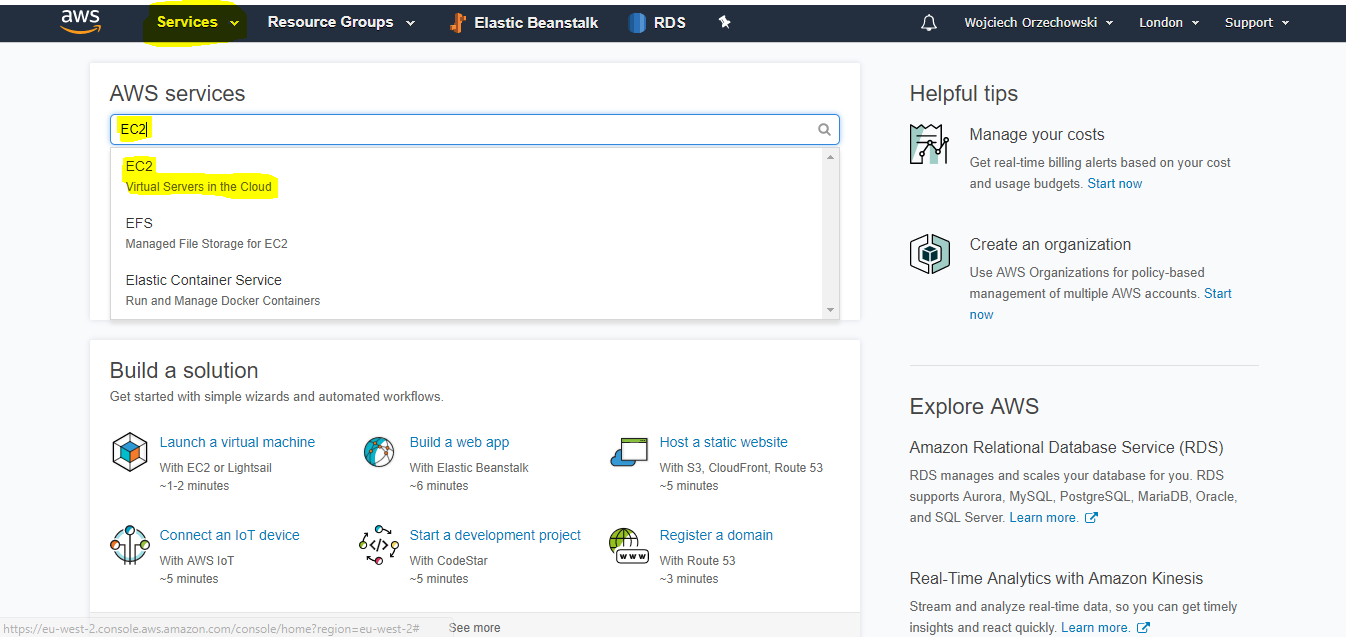 aws
Services
Resource Groups
Elastic Beanstalk
RDS
Wojciech Orzechowski
London
Support
AWS services
EC2
EC2
Virtual Servers in the Cloud
EFS
Managed File Storage for EC2
Elastic Container Service
Run and Manage Docker Containers
Build a solution
Get started with simple wizards and automated workflows.
Launch a virtual machine
With EC2 or Lightsail
~1-2 minutes
Build a web app
With Elastic Beanstalk
~6 minutes
Host a static website
With S3, CloudFront, Route 53
~5 minutes
Connect an IoT device
With AWS IoT
~5 minutes
Start a development project
With CodeStar
~5 minutes
Register a domain
With Route 53
~3 minutes
www
See more
Helpful tips
Manage your costs
Get real-time billing alerts based on your cost
and usage budgets. Start now
Create an organization
Use AWS Organizations for policy-based
management of multiple AWS accounts. Start
now
Explore AWS
Amazon Relational Database Service (RDS)
RDS manages and scales your database for you. RDS
supports Aurora, MySQL, PostgreSQL, MariaDB, Oracle,
and SQL Server. Learn more.
Real-Time Analytics with Amazon Kinesis
Stream and analyze real-time data, so you can get timely
insights and react quickly. Learn more.
https://eu-west-2.console.aws.amazon.com/console/home?region=eu-west-2#